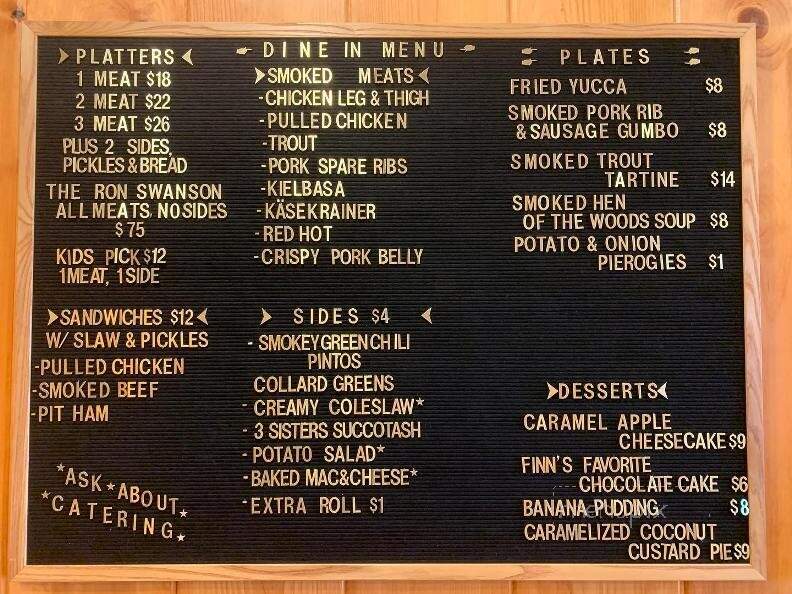 PLATTERS
1 MEAT $18
2 MEAT $22
3 MEAT $26
PLUS 2 SIDES,
PICKLES & BREAD
THE RON SWANSON
ALL MEATS, NO SIDES
$75
KIDS PICK $12
1 MEAT, 1 SIDE
SANDWICHES $12
W/ SLAW & PICKLES
-PULLED CHICKEN
-SMOKED BEEF
-PIT HAM
*ASK*ABOUT*
*CATERING*
DINE IN MENU
SMOKED MEATS
-CHICKEN LEG & THIGH
-PULLED CHICKEN
-TROUT
-PORK SPARE RIBS
-KIELBASA
-KÄSEKRAINER
-RED HOT
-CRISPY PORK BELLY
SIDES $4
- SMOKEY GREEN CHILI
PINTOS
COLLARD GREENS
- CREAMY COLESLAW*
- 3 SISTERS SUCCOTASH
- POTATO SALAD*
-BAKED MAC&CHEESE*
-EXTRA ROLL $1
PLATES
FRIED YUCCA $8
SMOKED PORK RIB
& SAUSAGE GUMBO $8
SMOKED TROUT
TARTINE $14
SMOKED HEN
OF THE WOODS SOUP $8
POTATO & ONION
PIEROGIES $1
DESSERTS
CARAMEL APPLE
CHEESECAKE $9
FINN'S FAVORITE
CHOCOLATE CAKE $6
BANANA PUDDING $8
CARAMELIZED COCONUT
CUSTARD PIE $9